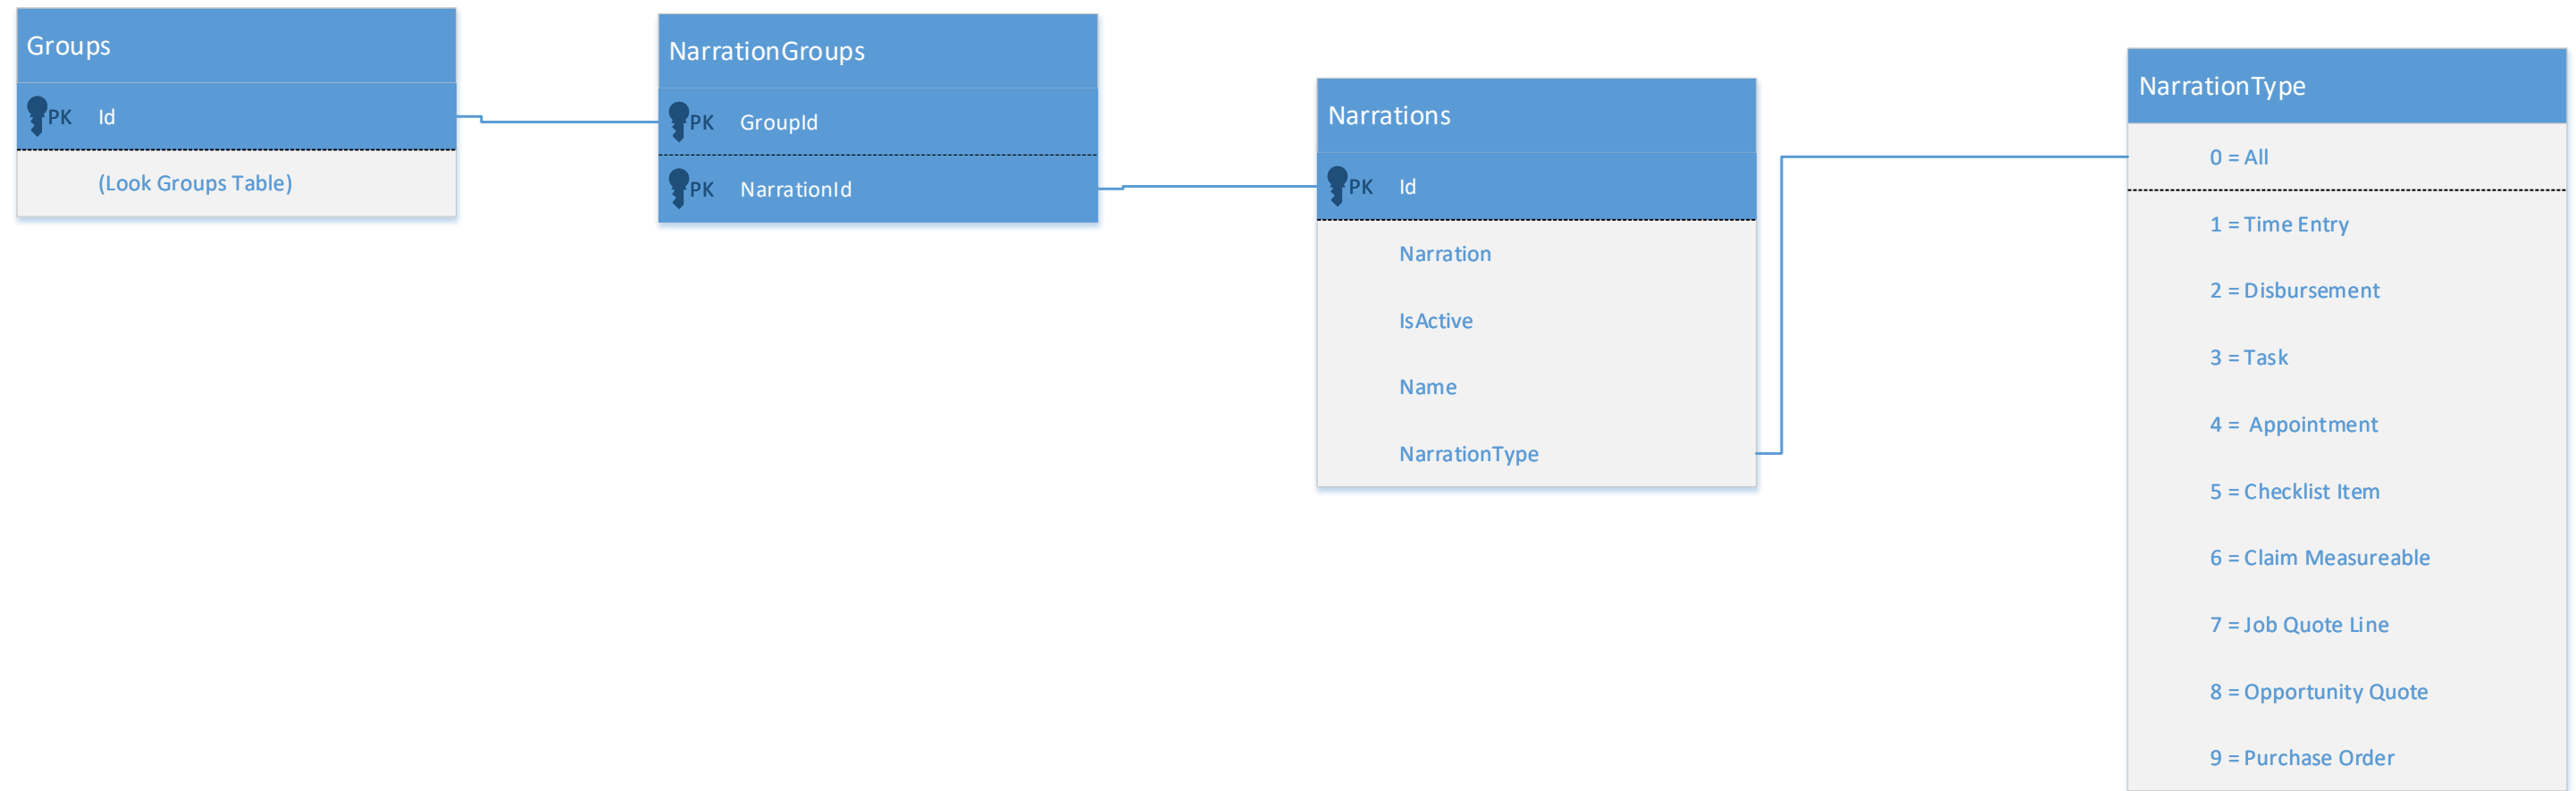 Groups
PK Id
(Look Groups Table)
NarrationGroups
PK GroupId
PK NarrationId
Narrations
PK Id
Narration
IsActive
Name
NarrationType
NarrationType
0 = All
1 = Time Entry
2 = Disbursement
3 = Task
4 = Appointment
5 = Checklist Item
6 = Claim Measureable
7 = Job Quote Line
8 = Opportunity Quote
9 = Purchase Order